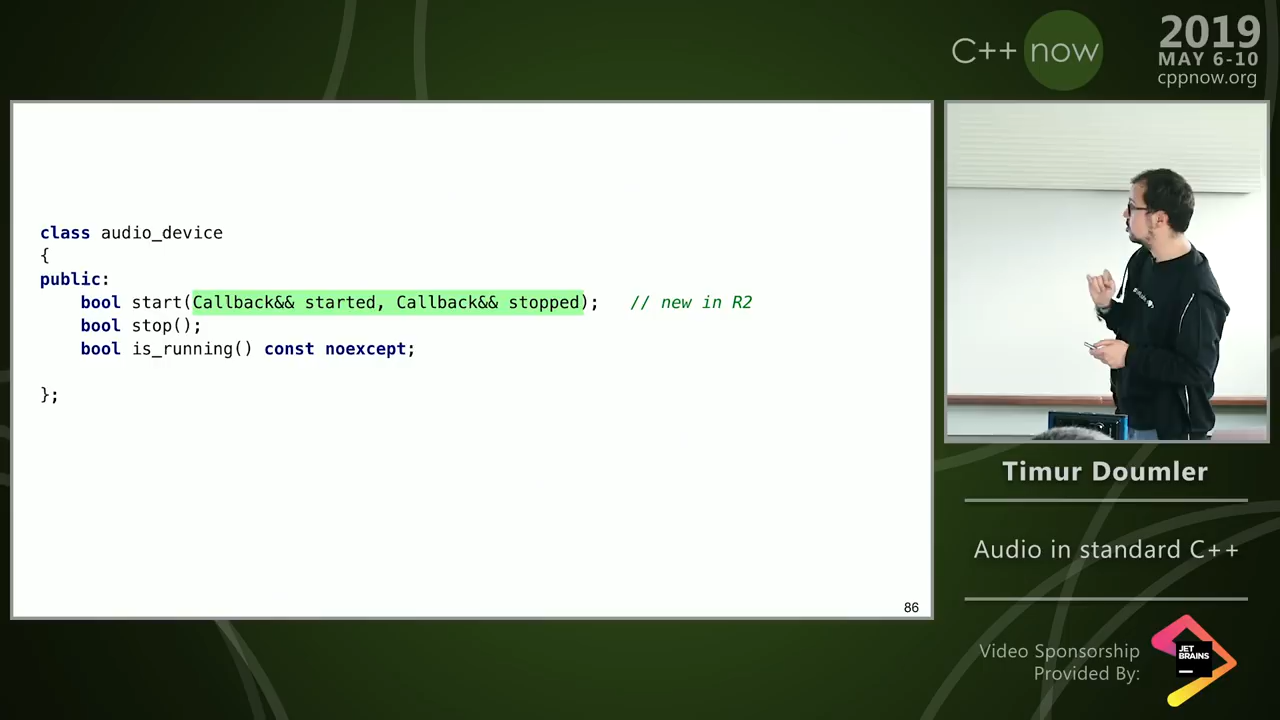 C++ now
2019
MAY 6-10
cppnow.org
class audio_device
{
public:
    bool start(Callback&& started, Callback&& stopped);   // new in R2
    bool stop();
    bool is_running() const noexcept;
};
86
Timur Doumler
Audio in standard C++
Video Sponsorship
Provided By:
JET
BRAINS